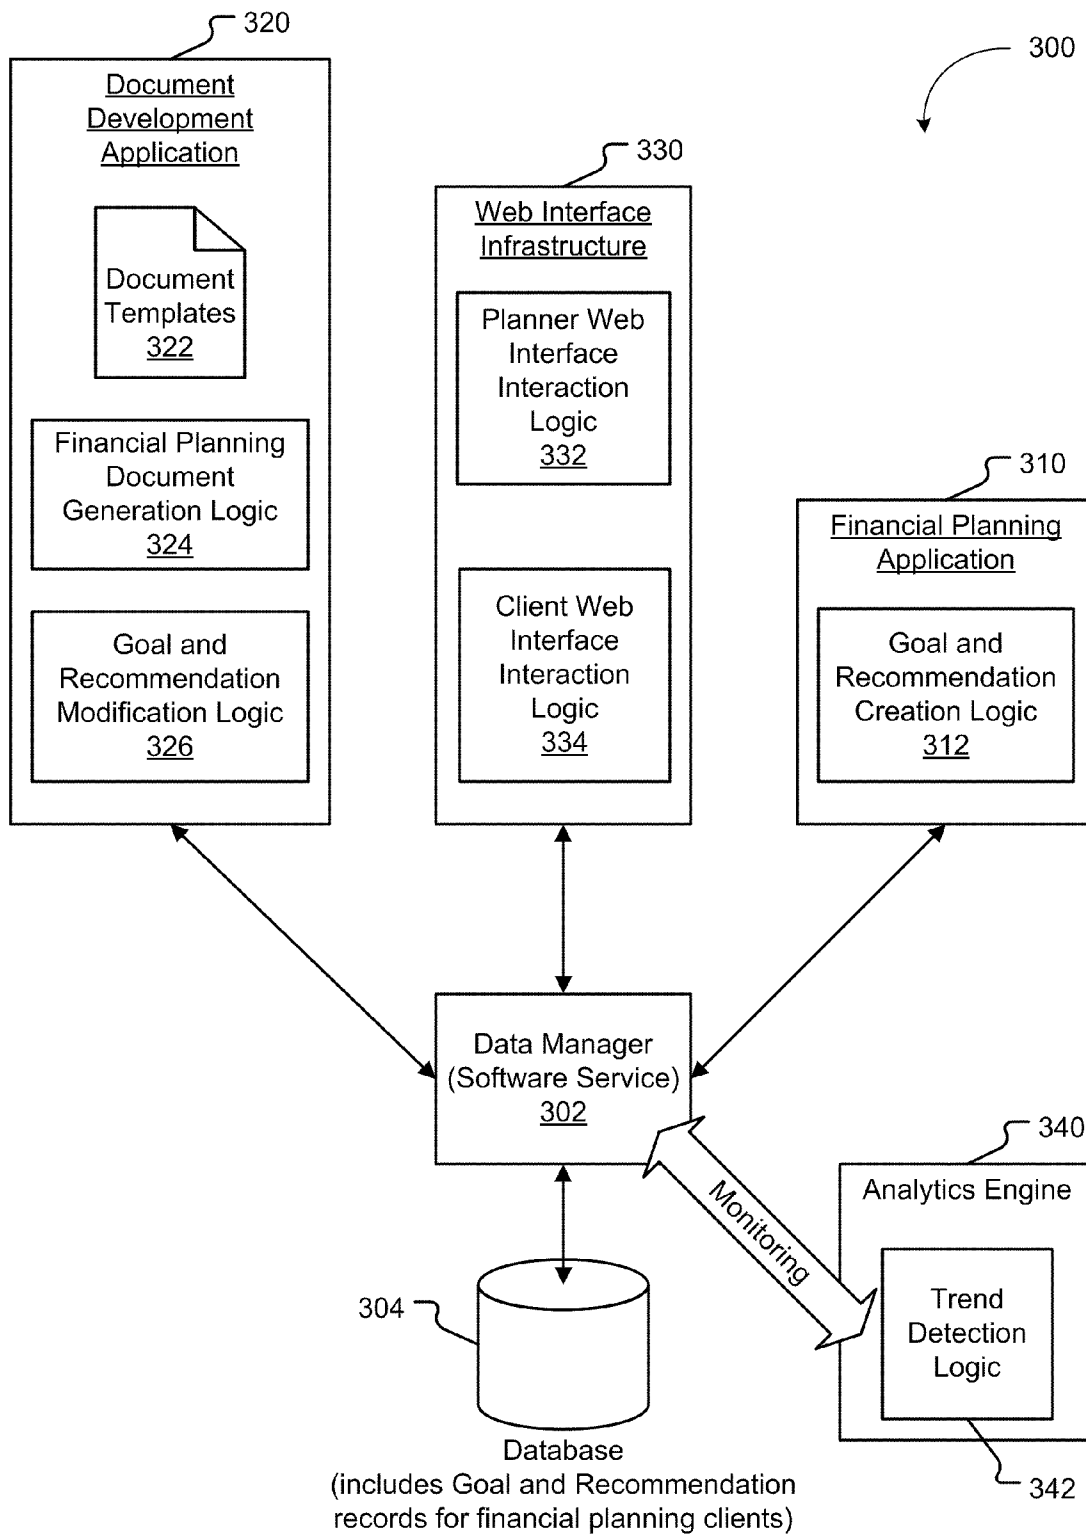 320
300
Document
Development
Application
330
Web Interface
Infrastructure
Document
Templates
322
Planner Web
Interface
Interaction
Logic
332
Financial Planning
Document
Generation Logic
324
310
Financial Planning
Application
Goal and
Recommendation
Modification Logic
326
Client Web
Interface
Interaction
Logic
334
Goal and
Recommendation
Creation Logic
312
Data Manager
(Software Service)
302
Monitoring
340
Analytics Engine
Trend
Detection
Logic
342
304
Database
(includes Goal and Recommendation
records for financial planning clients)